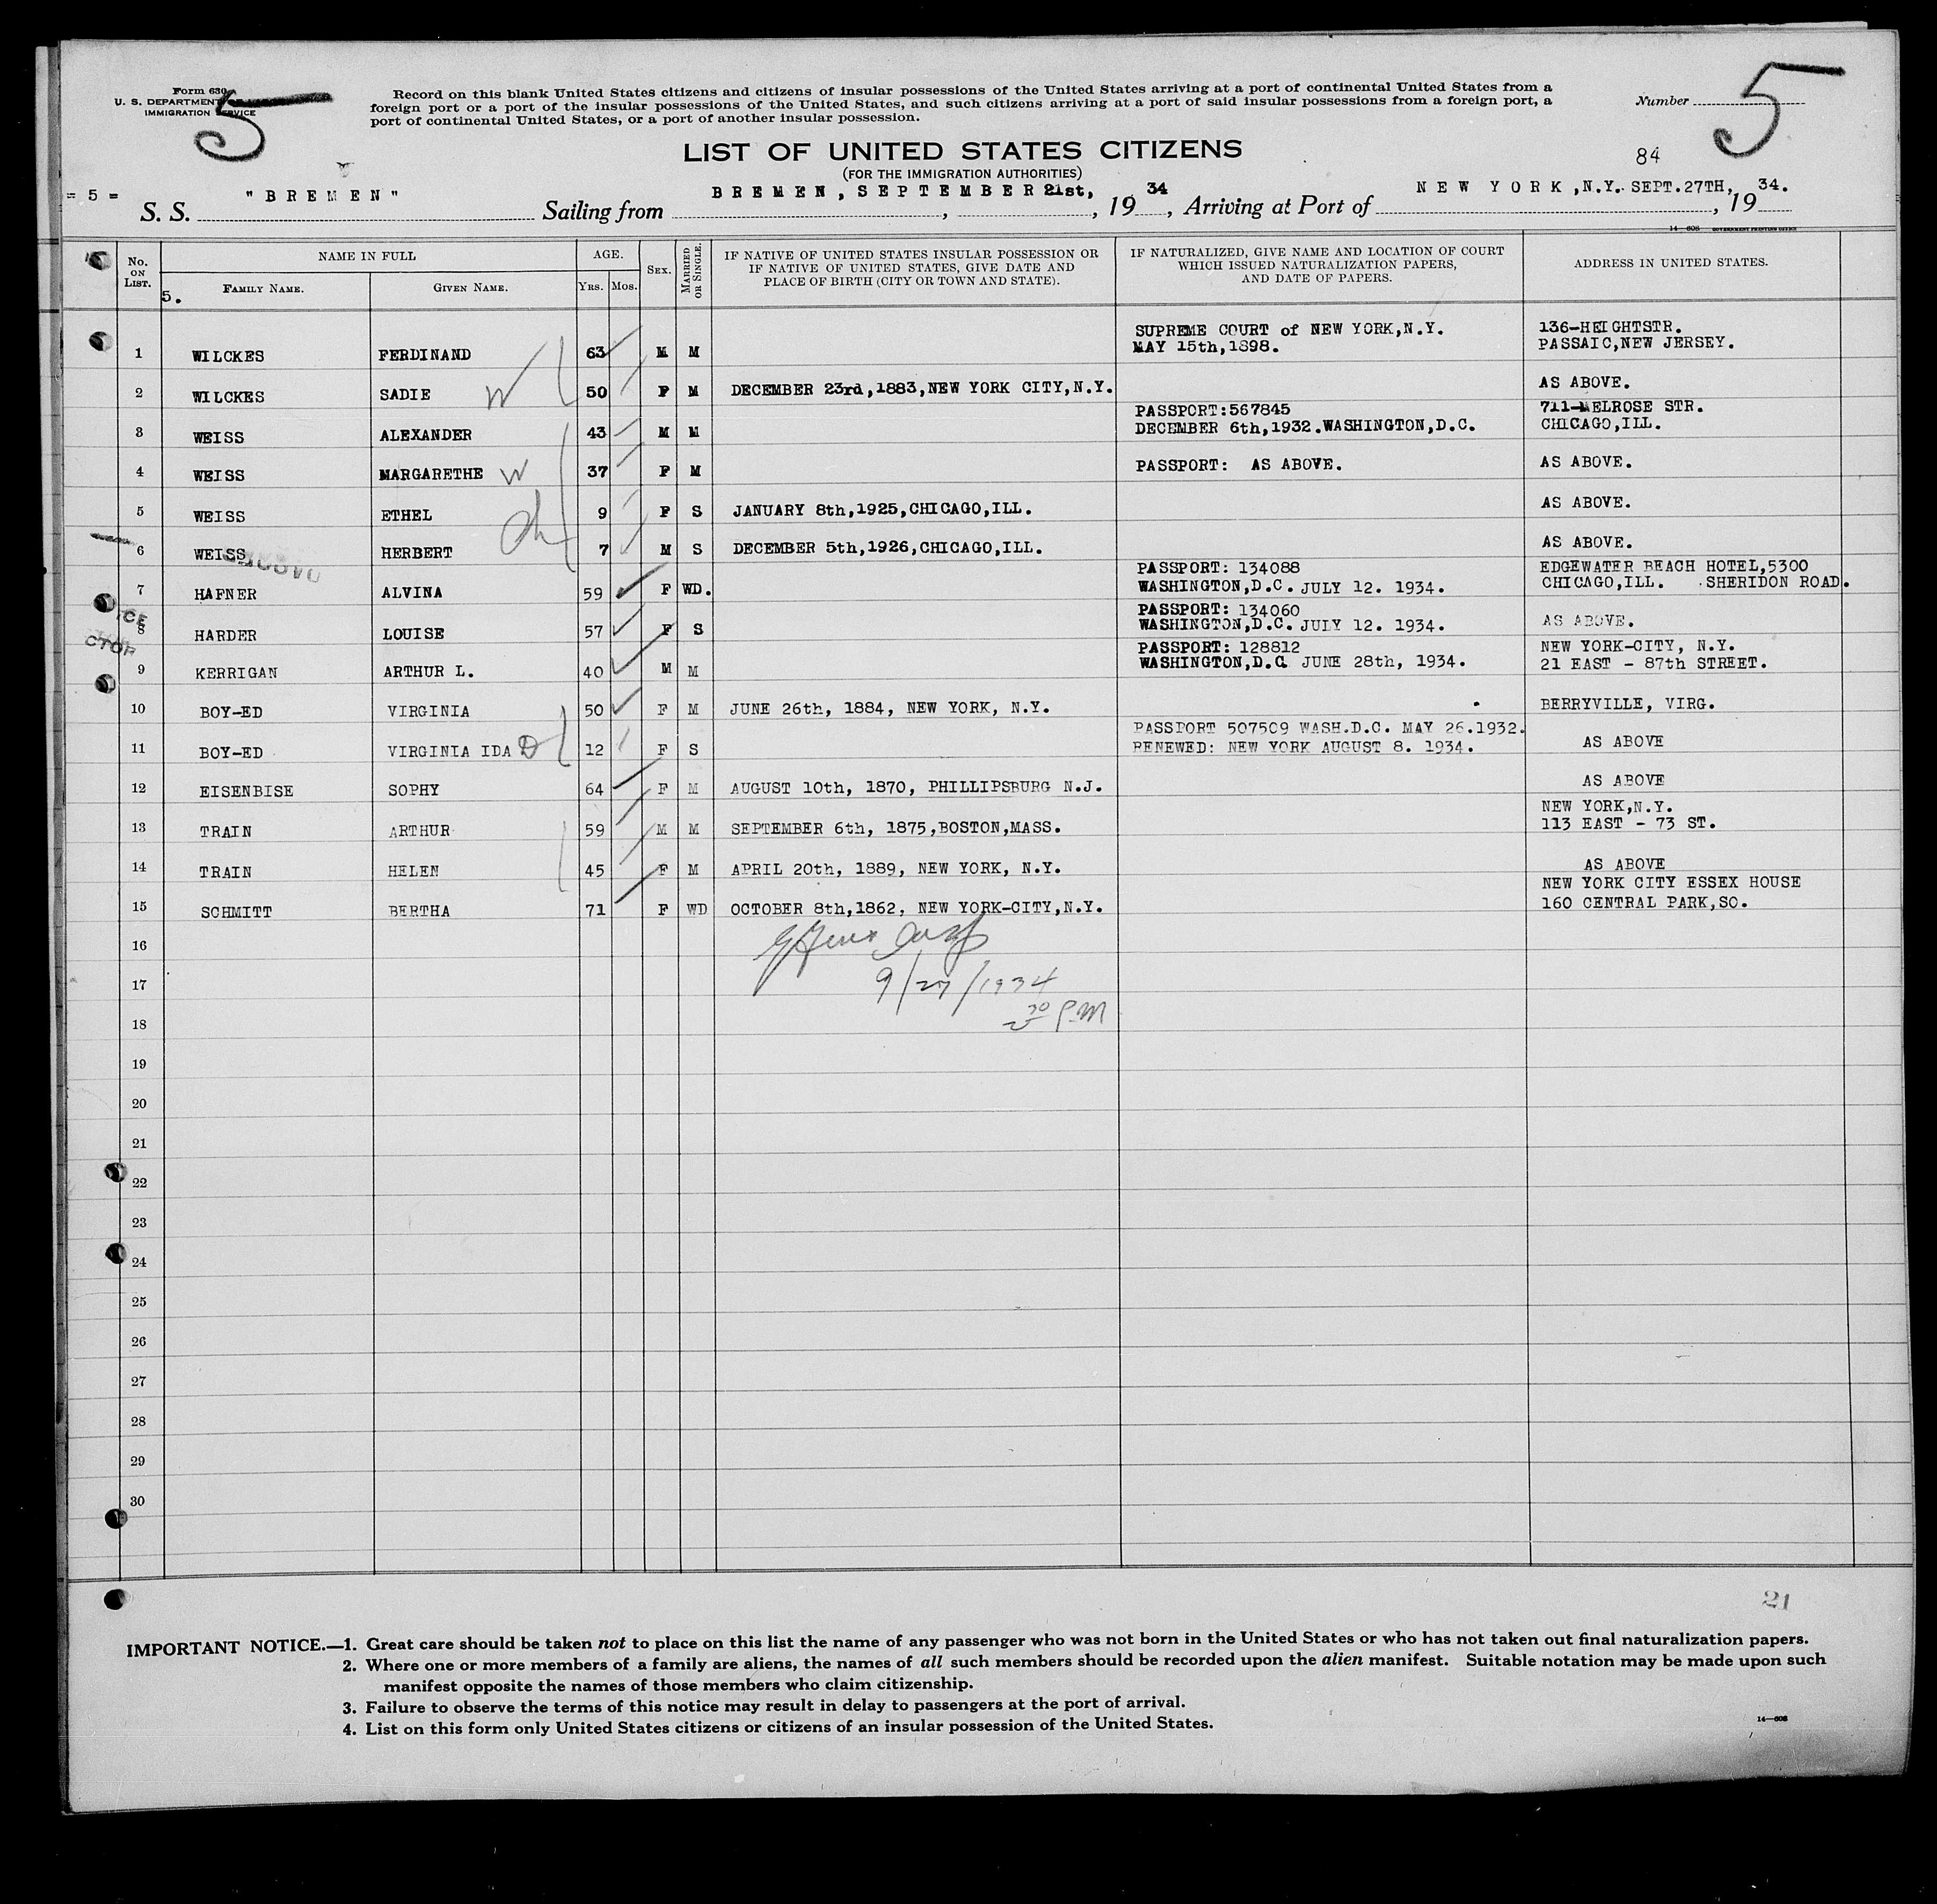 Form 630
U. S. DEPARTMENT
IMMIGRATION SERVICE
5
Record on this blank United States citizens and citizens of insular possessions of the United States arriving at a port of continental United States from a
foreign port or a port of the insular possessions of the United States, and such citizens arriving at a port of said insular possessions from a foreign port, a
port of continental United States, or a port of another insular possession.
Number 5
LIST OF UNITED STATES CITIZENS
(FOR THE IMMIGRATION AUTHORITIES)
84
= 5 = S. S. "BREMEN" Sailing from BREMEN, SEPTEMBER 21st, 1934, Arriving at Port of NEW YORK, N.Y. SEPT.27TH, 1934.
14—608 GOVERNMENT PRINTING OFFICE
No. ON LIST. NAME IN FULL FAMILY NAME. GIVEN NAME. AGE. YRS. MOS. SEX. MARRIED OR SINGLE. IF NATIVE OF UNITED STATES INSULAR POSSESSION OR IF NATIVE OF UNITED STATES, GIVE DATE AND PLACE OF BIRTH (CITY OR TOWN AND STATE). IF NATURALIZED, GIVE NAME AND LOCATION OF COURT WHICH ISSUED NATURALIZATION PAPERS, AND DATE OF PAPERS. ADDRESS IN UNITED STATES.
5.
1 WILCKES FERDINAND 63 M M SUPREME COURT of NEW YORK,N.Y. MAY 15th,1898. 136-HEIGHTSTR. PASSAIC,NEW JERSEY.
2 WILCKES SADIE W 50 F M DECEMBER 23rd,1883,NEW YORK CITY,N.Y. AS ABOVE.
3 WEISS ALEXANDER 43 M M PASSPORT:567845 DECEMBER 6th,1932.WASHINGTON,D.C. 711-MELROSE STR. CHICAGO,ILL.
4 WEISS MARGARETHE W 37 F M PASSPORT: AS ABOVE. AS ABOVE.
5 WEISS ETHEL 9 F S JANUARY 8th,1925,CHICAGO,ILL. AS ABOVE.
6 WEISS HERBERT Ch 7 M S DECEMBER 5th,1926,CHICAGO,ILL. AS ABOVE.
7 HAFNER ALVINA 59 F WD. PASSPORT: 134088 WASHINGTON,D.C. JULY 12. 1934. EDGEWATER BEACH HOTEL,5300 CHICAGO,ILL. SHERIDON ROAD.
8 HARDER LOUISE 57 F S PASSPORT: 134060 WASHINGTON,D.C. JULY 12. 1934. AS ABOVE.
9 KERRIGAN ARTHUR L. 40 M M PASSPORT: 128812 WASHINGTON,D.C. JUNE 28th, 1934. NEW YORK-CITY, N.Y. 21 EAST - 87th STREET.
10 BOY-ED VIRGINIA 50 F M JUNE 26th, 1884, NEW YORK, N.Y. BERRYVILLE, VIRG.
11 BOY-ED VIRGINIA IDA D 12 F S PASSPORT 507509 WASH.D.C. MAY 26.1932. RENEWED: NEW YORK AUGUST 8. 1934. AS ABOVE
12 EISENBISE SOPHY 64 F M AUGUST 10th, 1870, PHILLIPSBURG N.J. AS ABOVE
13 TRAIN ARTHUR 59 M M SEPTEMBER 6th, 1875,BOSTON,MASS. NEW YORK,N.Y. 113 EAST - 73 ST.
14 TRAIN HELEN 45 F M APRIL 20th, 1889, NEW YORK, N.Y. AS ABOVE
15 SCHMITT BERTHA 71 F WD OCTOBER 8th,1862, NEW YORK-CITY,N.Y. NEW YORK CITY ESSEX HOUSE 160 CENTRAL PARK,SO.
16
17 9/27/1934
18 2 30 P.M
19
20
21
22
23
24
25
26
27
28
29
30
21
IMPORTANT NOTICE.—1. Great care should be taken not to place on this list the name of any passenger who was not born in the United States or who has not taken out final naturalization papers.
2. Where one or more members of a family are aliens, the names of all such members should be recorded upon the alien manifest. Suitable notation may be made upon such
manifest opposite the names of those members who claim citizenship.
3. Failure to observe the terms of this notice may result in delay to passengers at the port of arrival.
4. List on this form only United States citizens or citizens of an insular possession of the United States.
14—608